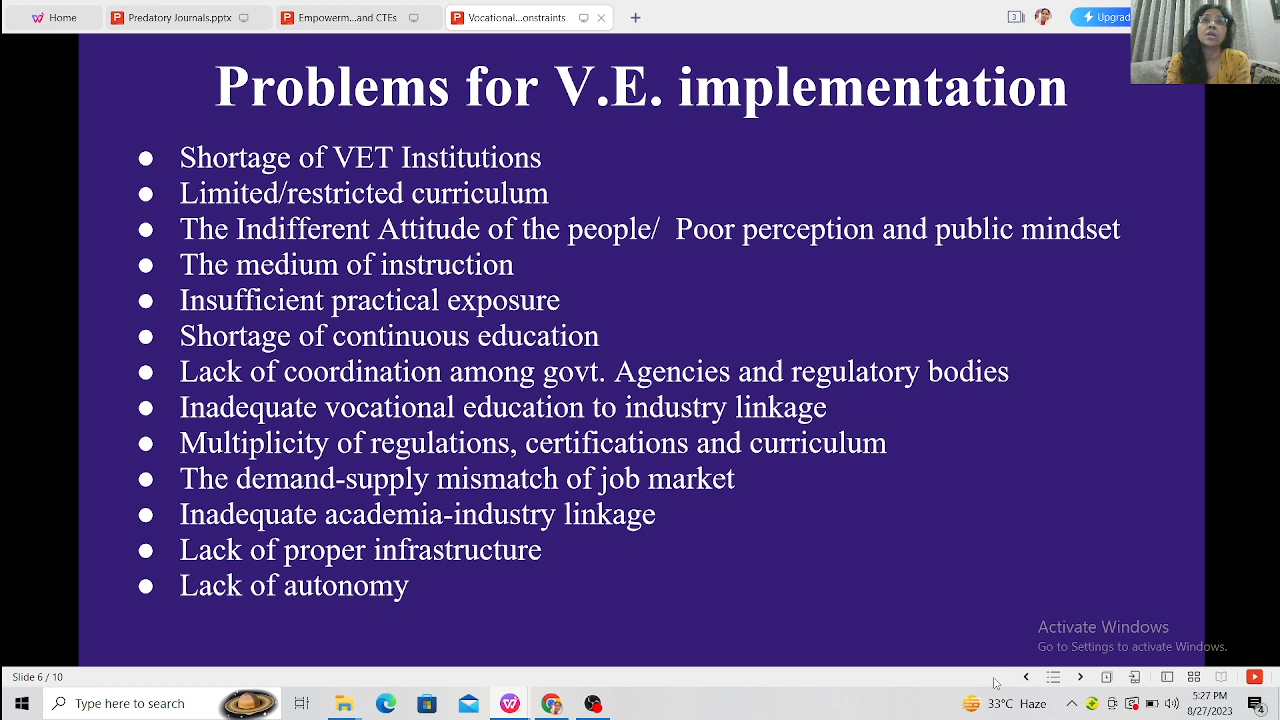 Home
Predatory Journals.pptx
Empowerm...and CTEs
Vocational...onstraints
3
Upgrad
Problems for V.E. implementation
● Shortage of VET Institutions
● Limited/restricted curriculum
● The Indifferent Attitude of the people/ Poor perception and public mindset
● The medium of instruction
● Insufficient practical exposure
● Shortage of continuous education
● Lack of coordination among govt. Agencies and regulatory bodies
● Inadequate vocational education to industry linkage
● Multiplicity of regulations, certifications and curriculum
● The demand-supply mismatch of job market
● Inadequate academia-industry linkage
● Lack of proper infrastructure
● Lack of autonomy
Activate Windows
Go to Settings to activate Windows.
Slide 6 / 10
Type here to search
33°C Haze
5:27 PM
8/27/2023
4